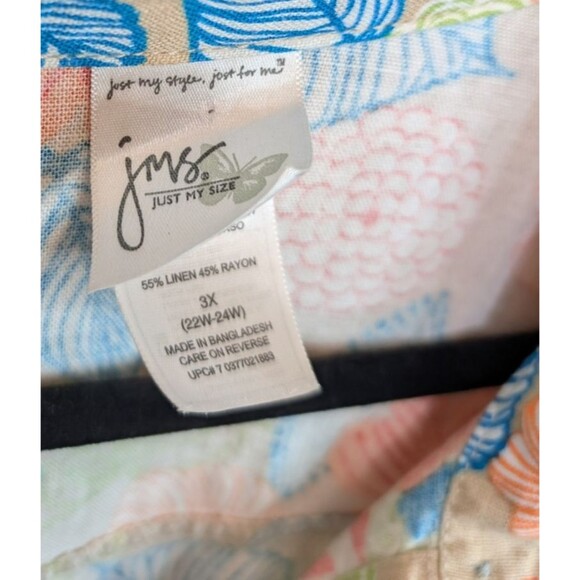 just my style. just for me™
jms®
JUST MY SIZE
55% LINEN 45% RAYON
3X
(22W-24W)
MADE IN BANGLADESH
CARE ON REVERSE
UPC# 7 0377021883